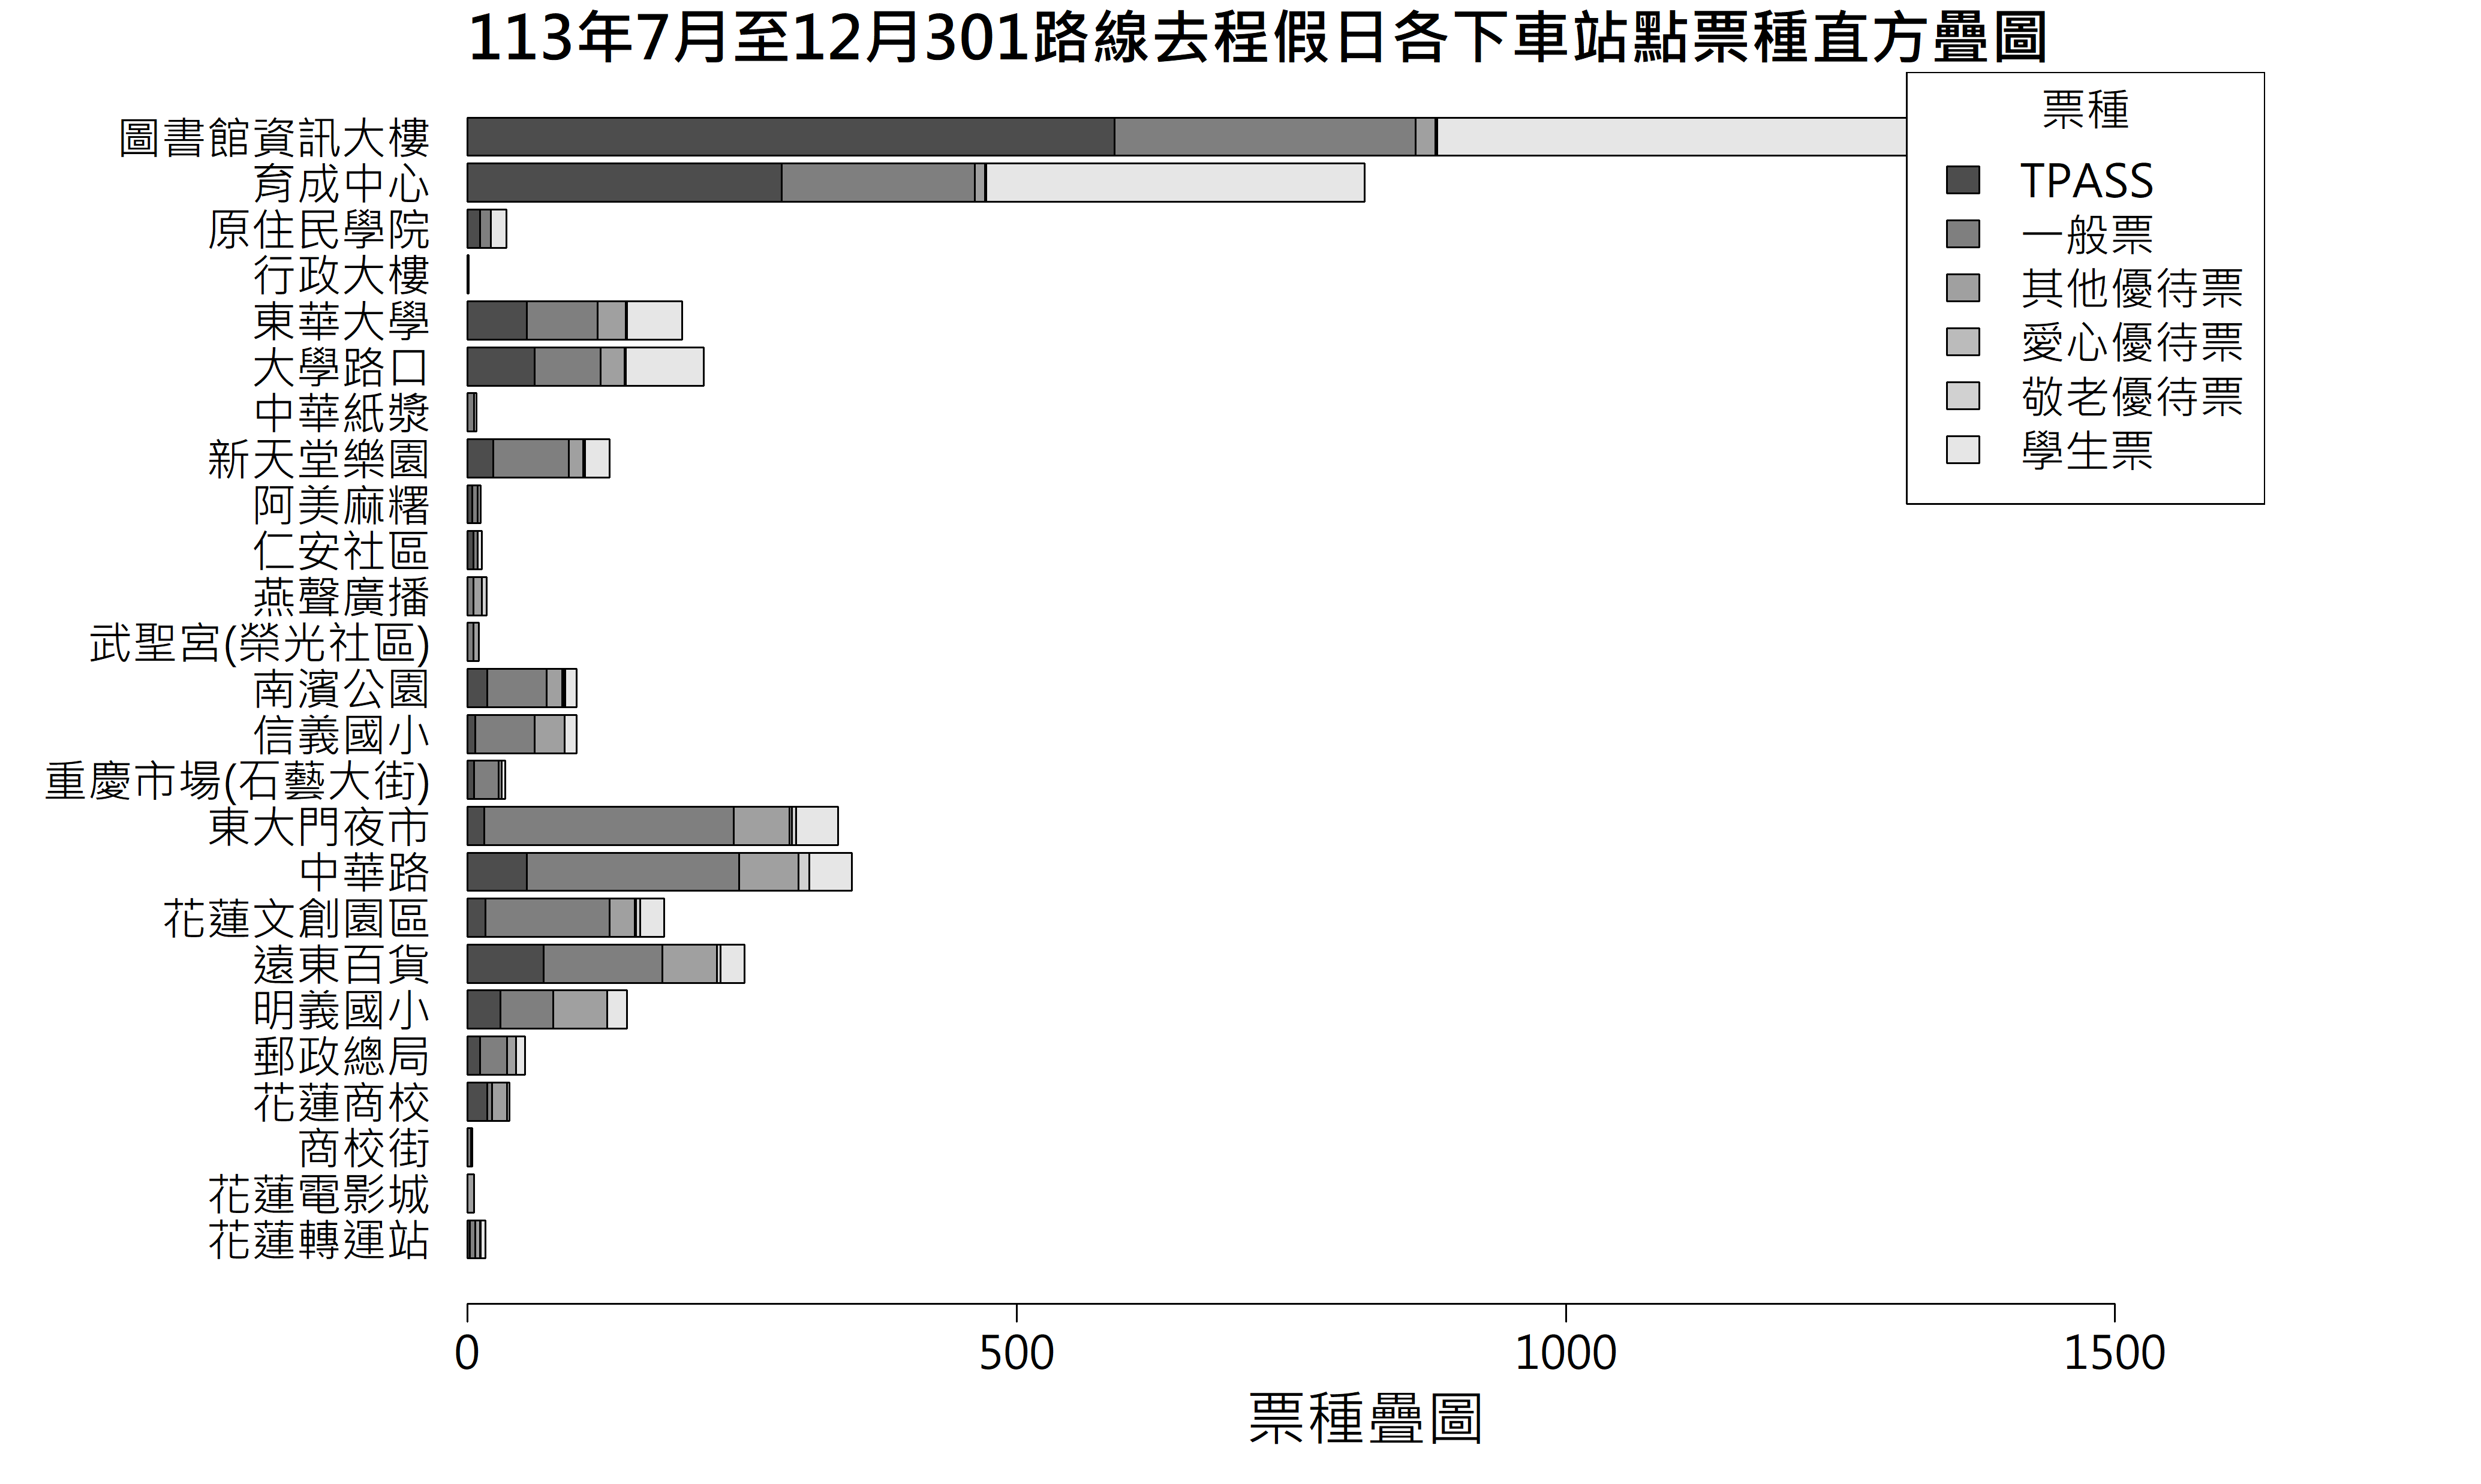 113年7月至12月301路線去程假日各下車站點票種直方疊圖
票種
TPASS
一般票
其他優待票
愛心優待票
敬老優待票
學生票
圖書館資訊大樓
育成中心
原住民學院
行政大樓
東華大學
大學路口
中華紙漿
新天堂樂園
阿美麻糬
仁安社區
燕聲廣播
武聖宮(榮光社區)
南濱公園
信義國小
重慶市場(石藝大街)
東大門夜市
中華路
花蓮文創園區
遠東百貨
明義國小
郵政總局
花蓮商校
商校街
花蓮電影城
花蓮轉運站
0 500 1000 1500
票種疊圖